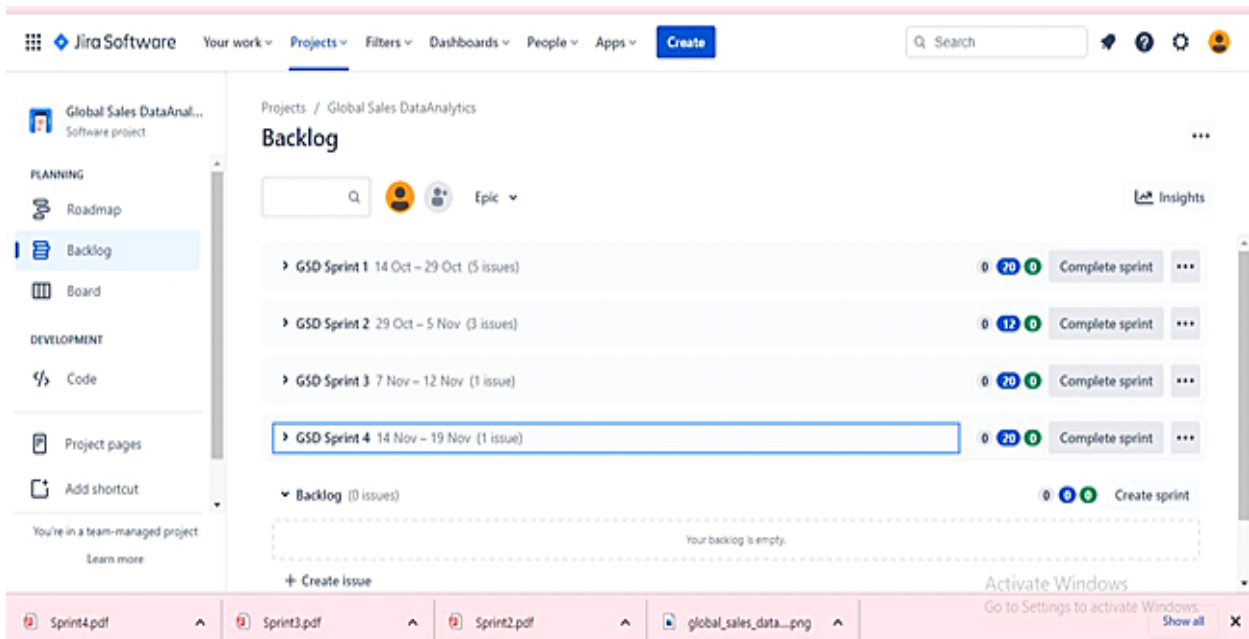 Jira Software Your work Projects Filters Dashboards People Apps Create Search
Global Sales DataAnal...
Software project
PLANNING
Roadmap
Backlog
Board
DEVELOPMENT
Code
Project pages
Add shortcut
You're in a team-managed project
Learn more
Projects / Global Sales DataAnalytics
Backlog
Epic
Insights
GSD Sprint 1 14 Oct – 29 Oct (5 issues) 0 20 0 Complete sprint
GSD Sprint 2 29 Oct – 5 Nov (3 issues) 0 12 0 Complete sprint
GSD Sprint 3 7 Nov – 12 Nov (1 issue) 0 20 0 Complete sprint
GSD Sprint 4 14 Nov – 19 Nov (1 issue) 0 20 0 Complete sprint
Backlog (0 issues) 0 0 0 Create sprint
Your backlog is empty.
+ Create issue
Activate Windows
Go to Settings to activate Windows.
Sprint4.pdf Sprint3.pdf Sprint2.pdf global_sales_data....png Show all